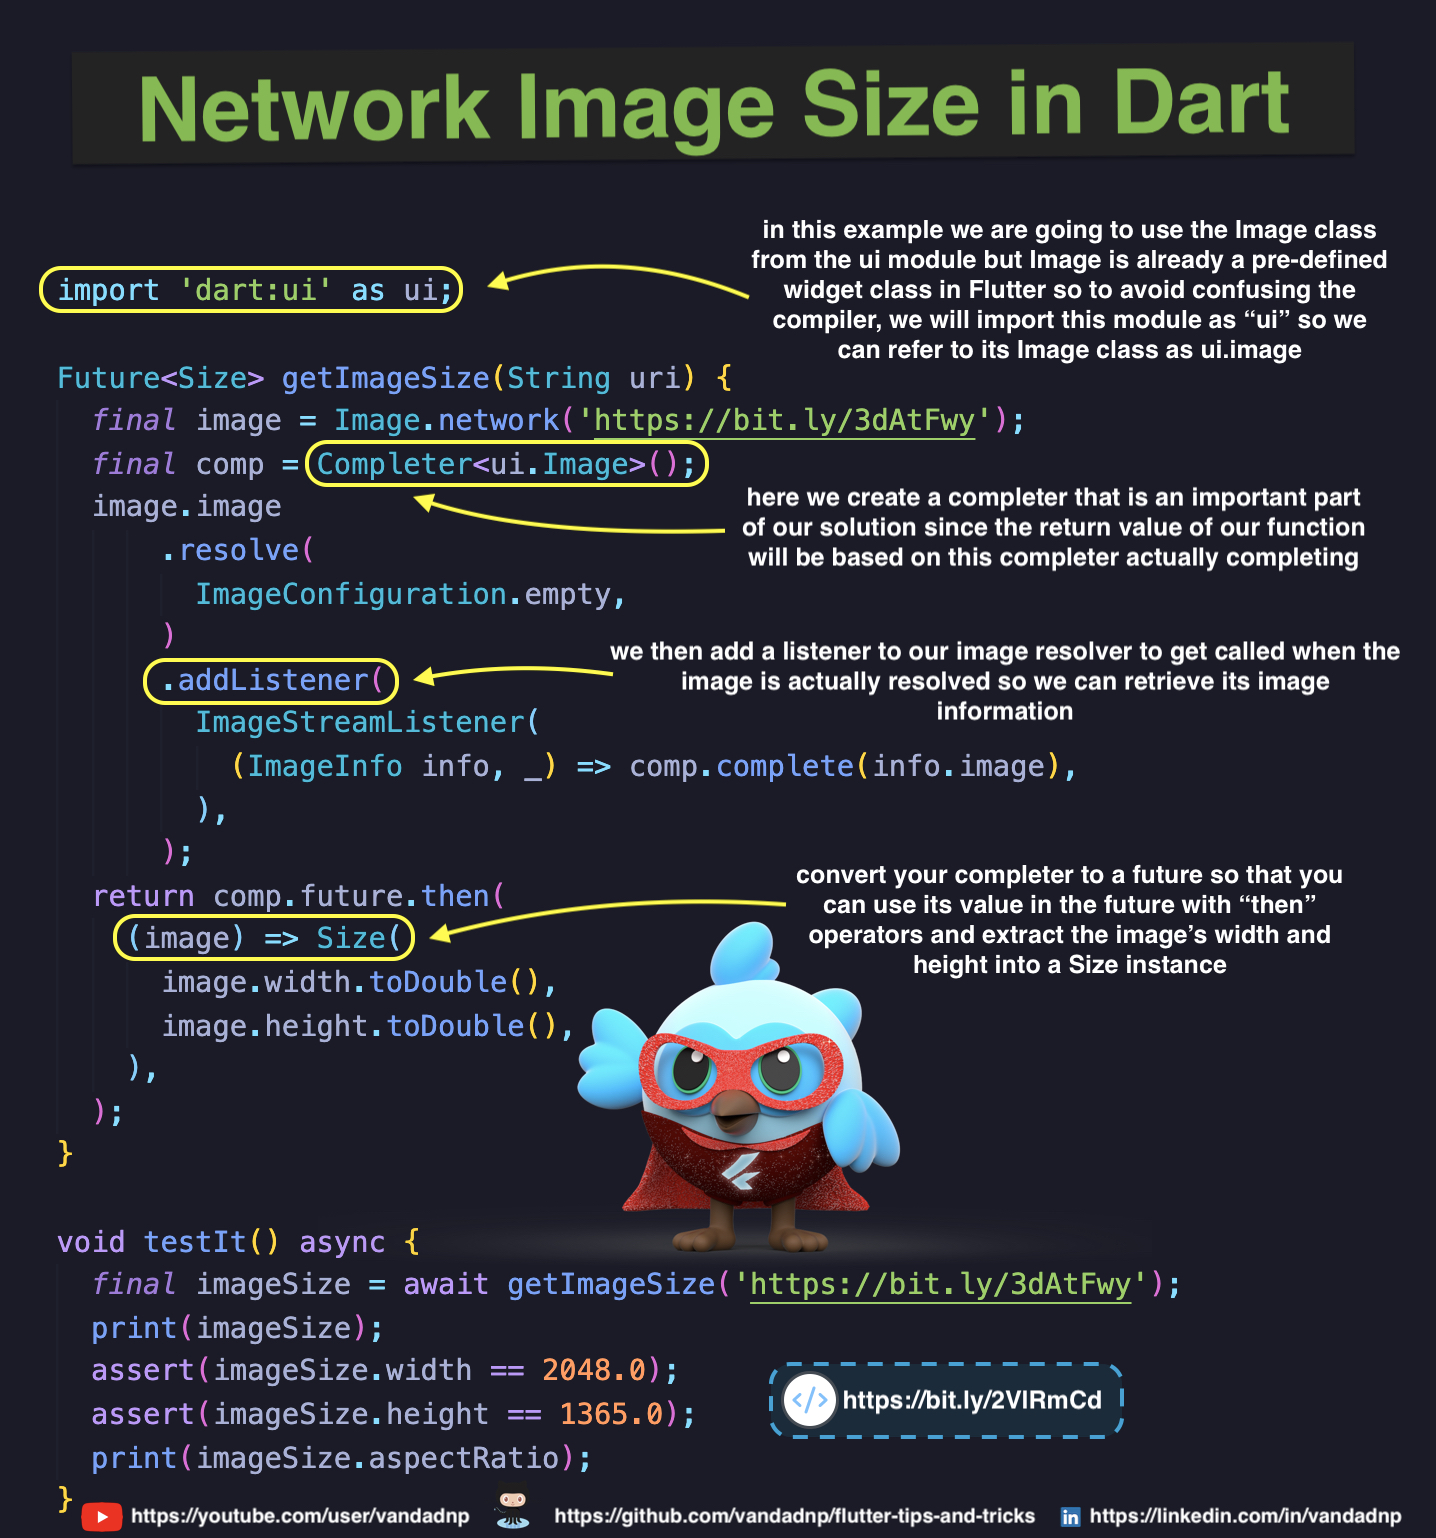 Network Image Size in Dart
in this example we are going to use the Image class
from the ui module but Image is already a pre-defined
widget class in Flutter so to avoid confusing the
compiler, we will import this module as “ui” so we
can refer to its Image class as ui.image
import 'dart:ui' as ui;
Future<Size> getImageSize(String uri) {
final image = Image.network('https://bit.ly/3dAtFwy');
final comp = Completer<ui.Image>();
image.image
here we create a completer that is an important part
of our solution since the return value of our function
will be based on this completer actually completing
.resolve(
ImageConfiguration.empty,
)
we then add a listener to our image resolver to get called when the
image is actually resolved so we can retrieve its image
information
.addListener(
ImageStreamListener(
(ImageInfo info, _) => comp.complete(info.image),
),
);
convert your completer to a future so that you
can use its value in the future with “then”
operators and extract the image’s width and
height into a Size instance
return comp.future.then(
(image) => Size(
image.width.toDouble(),
image.height.toDouble(),
),
);
}
void testIt() async {
final imageSize = await getImageSize('https://bit.ly/3dAtFwy');
print(imageSize);
assert(imageSize.width == 2048.0);
assert(imageSize.height == 1365.0);
print(imageSize.aspectRatio);
}
</> https://bit.ly/2VIRmCd
https://youtube.com/user/vandadnp
https://github.com/vandadnp/flutter-tips-and-tricks
in https://linkedin.com/in/vandadnp